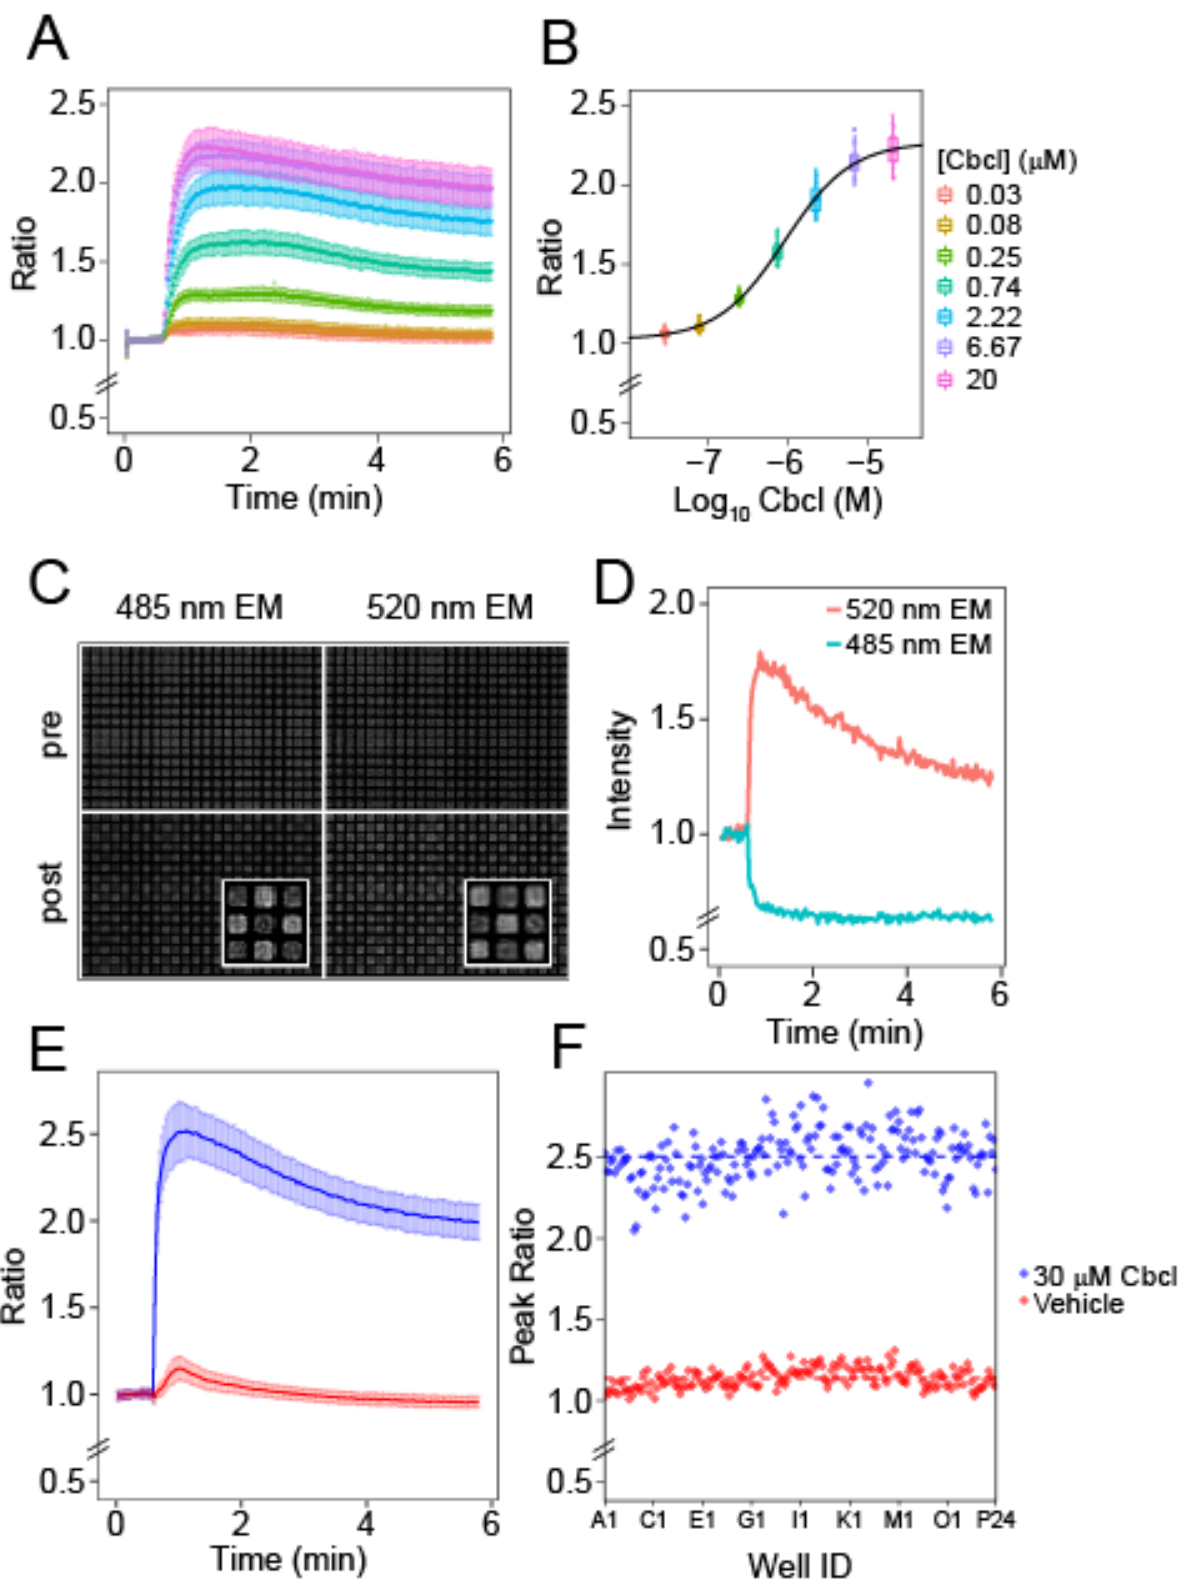 A
2.5
2.0
1.5
1.0
0.5
Ratio
0 2 4 6
Time (min)
B
2.5
2.0
1.5
1.0
0.5
Ratio
−7 −6 −5
Log₁₀ Cbcl (M)
[Cbcl] (μM)
0.03
0.08
0.25
0.74
2.22
6.67
20
C
485 nm EM 520 nm EM
pre
post
D
2.0
1.5
1.0
0.5
Intensity
520 nm EM
485 nm EM
0 2 4 6
Time (min)
E
2.5
2.0
1.5
1.0
0.5
Ratio
0 2 4 6
Time (min)
F
2.5
2.0
1.5
1.0
0.5
Peak Ratio
A1 C1 E1 G1 I1 K1 M1 O1 P24
Well ID
30 μM Cbcl
Vehicle